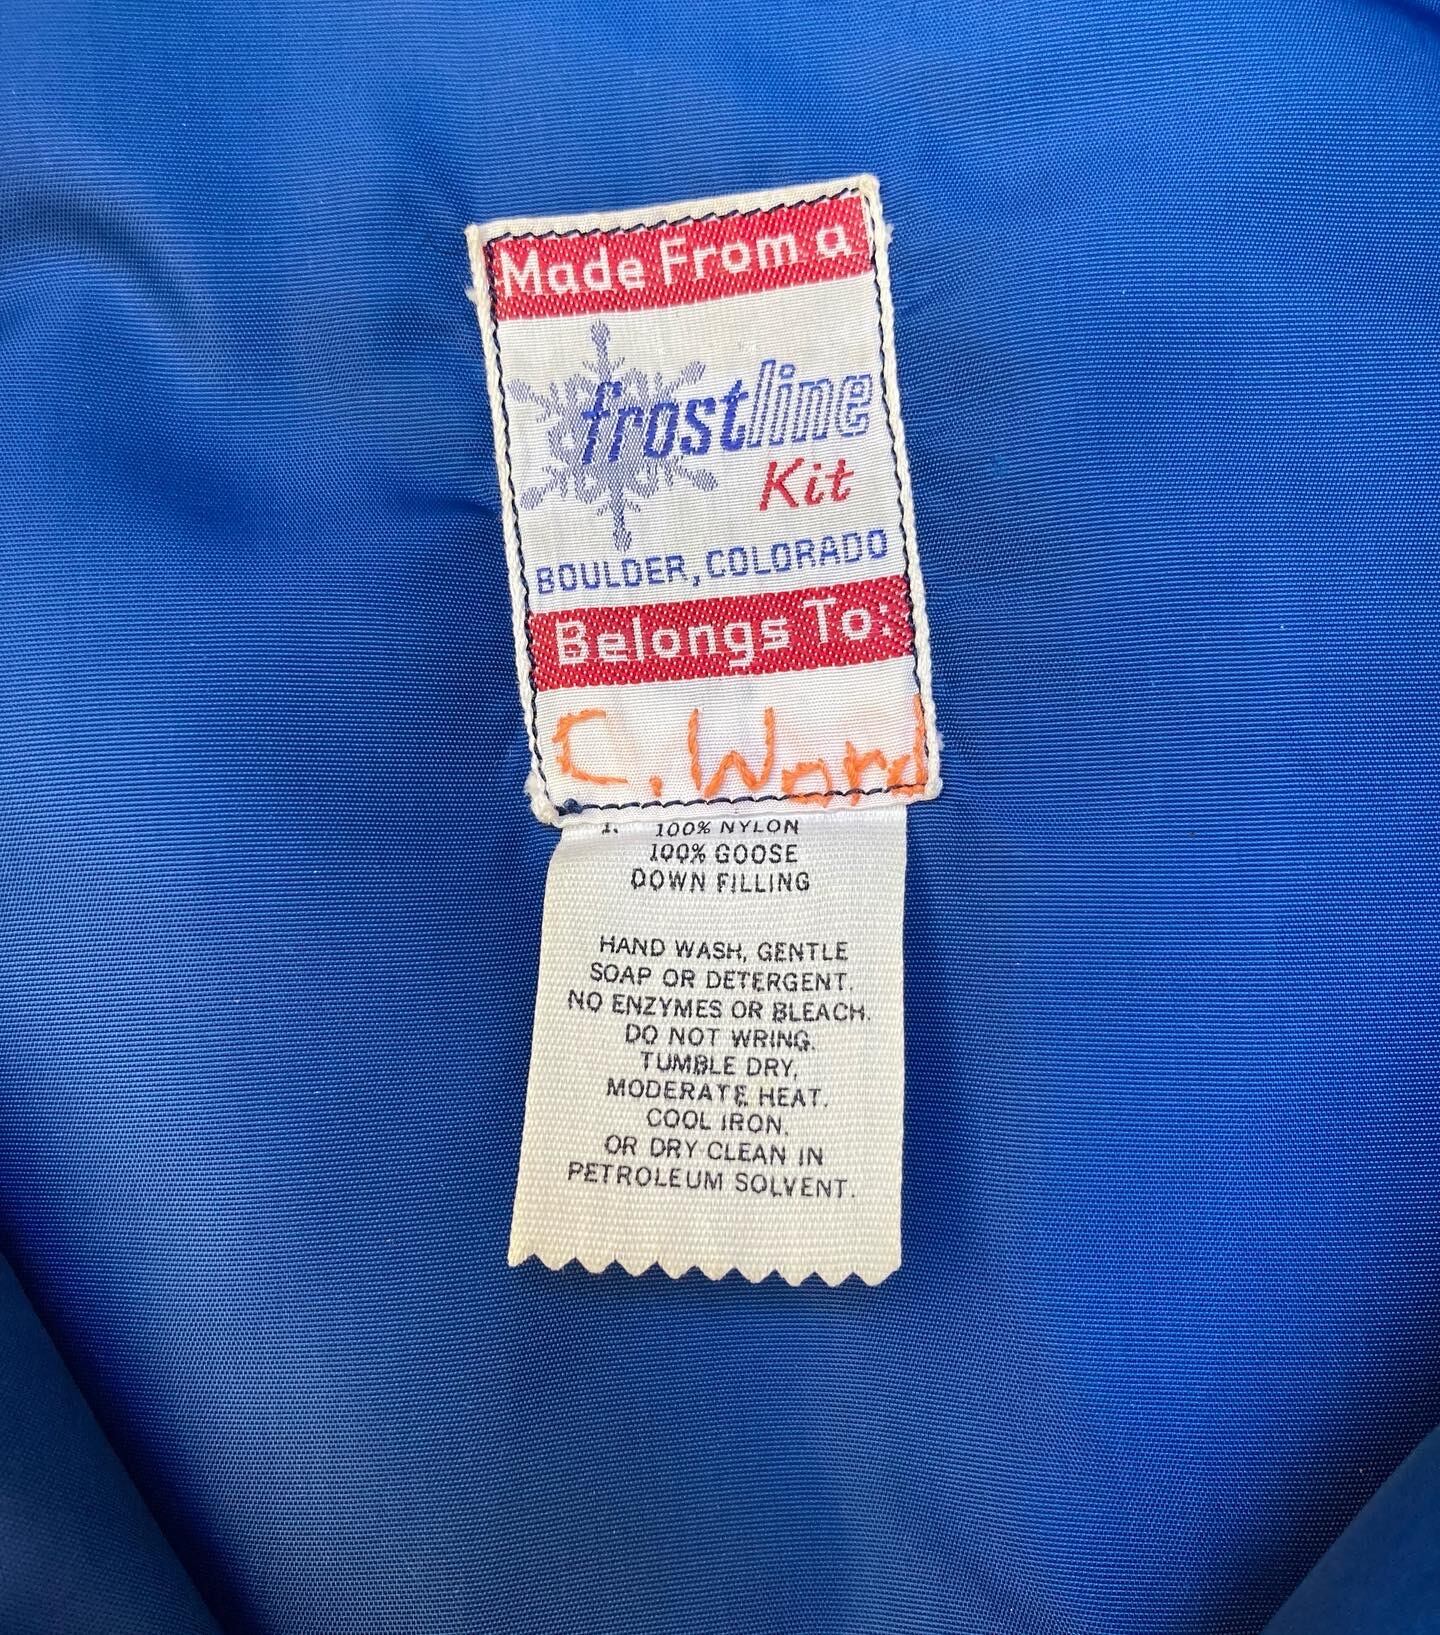 Made From a
frostline
Kit
BOULDER, COLORADO
Belongs To:
C. Ward
1. 100% NYLON
100% GOOSE
DOWN FILLING
HAND WASH, GENTLE
SOAP OR DETERGENT.
NO ENZYMES OR BLEACH.
DO NOT WRING.
TUMBLE DRY,
MODERATE HEAT.
COOL IRON.
OR DRY CLEAN IN
PETROLEUM SOLVENT.